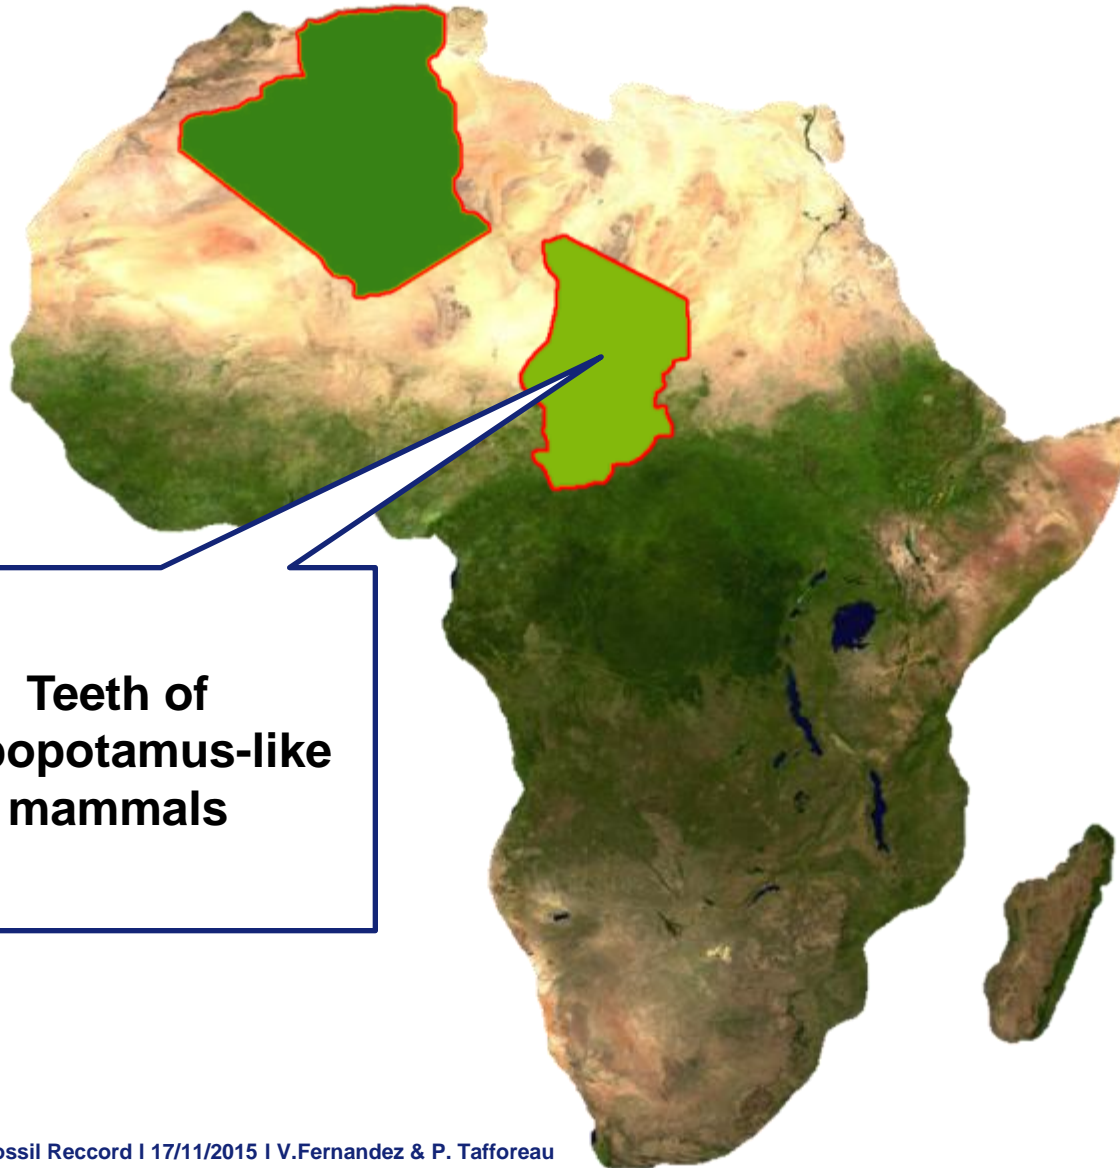 Teeth of
popotamus-like
mammals
ossil Reccord l 17/11/2015 l V.Fernandez & P. Tafforeau